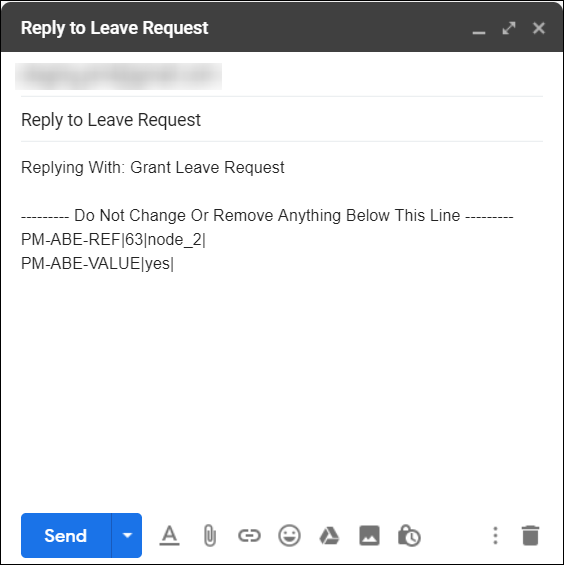 Reply to Leave Request
Reply to Leave Request
Replying With: Grant Leave Request
--------- Do Not Change Or Remove Anything Below This Line ---------
PM-ABE-REF|63|node_2|
PM-ABE-VALUE|yes|
Send